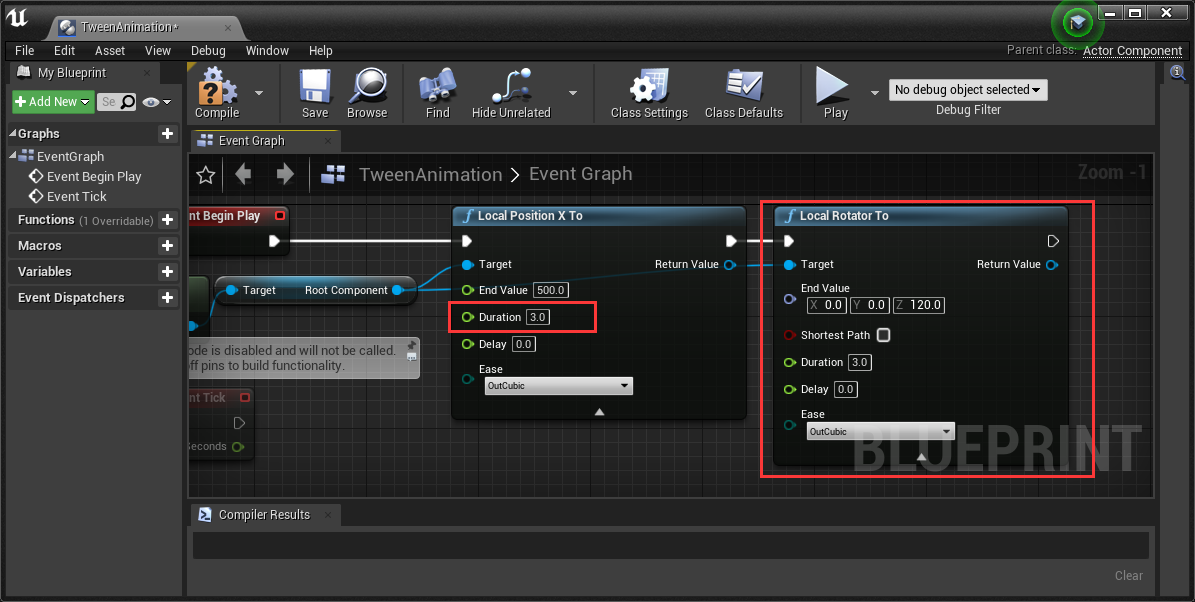 TweenAnimation*
File Edit Asset View Debug Window Help
Parent class: Actor Component
My Blueprint
Add New
Se
Graphs
EventGraph
Event Begin Play
Event Tick
Functions (1 Overridable)
Macros
Variables
Event Dispatchers
Compile
Save
Browse
Find
Hide Unrelated
Class Settings
Class Defaults
Play
No debug object selected
Debug Filter
Event Graph
TweenAnimation > Event Graph
Zoom -1
nt Begin Play
Target Root Component
ode is disabled and will not be called.
ff pins to build functionality.
nt Tick
Seconds
Local Position X To
Target Return Value
End Value 500.0
Duration 3.0
Delay 0.0
Ease
OutCubic
Local Rotator To
Target Return Value
End Value
X 0.0 Y 0.0 Z 120.0
Shortest Path
Duration 3.0
Delay 0.0
Ease
OutCubic
BLUEPRINT
Compiler Results
Clear